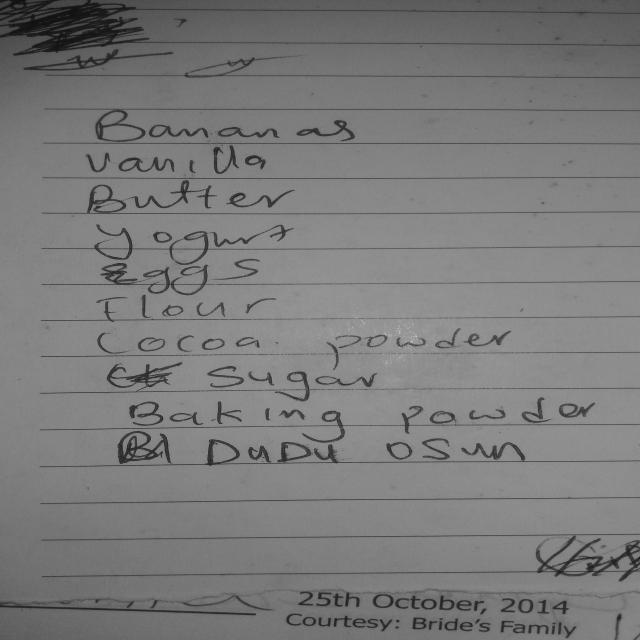 Bananas
Vanilla
Butter
Yogurt
Eggs
Flour
Cocoa powder
Sugar
Baking powder
DUDU OSUN
25th October, 2014
Courtesy: Bride's Family